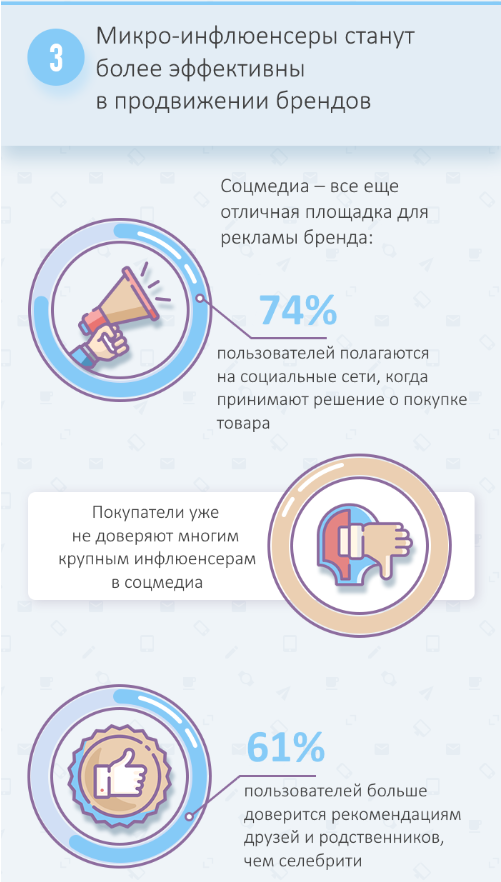 3
Микро-инфлюенсеры станут
более эффективны
в продвижении брендов
Соцмедиа – все еще
отличная площадка для
рекламы бренда:
74%
пользователей полагаются
на социальные сети, когда
принимают решение о покупке
товара
Покупатели уже
не доверяют многим
крупным инфлюенсерам
в соцмедиа
61%
пользователей больше
доверится рекомендациям
друзей и родственников,
чем селебрити